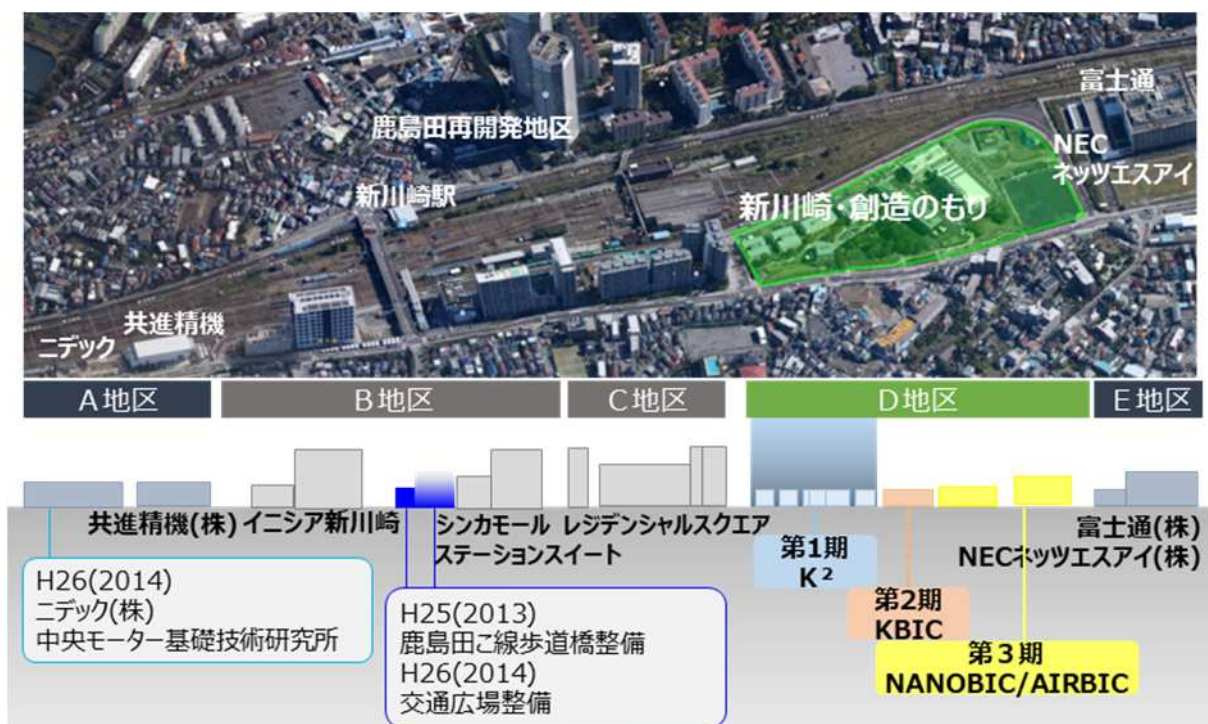 富士通
鹿島田再開発地区
NEC
ネッツエスアイ
新川崎駅
新川崎・創造のもり
共進精機
ニデック
A地区
B地区
C地区
D地区
E地区
共進精機(株)
イニシア新川崎
シンカモール
ステーションスイート
レジデンシャルスクエア
富士通(株)
NECネッツエスアイ(株)
第1期
K²
第2期
KBIC
第3期
NANOBIC/AIRBIC
H26(2014)
ニデック(株)
中央モーター基礎技術研究所
H25(2013)
鹿島田こ線歩道橋整備
H26(2014)
交通広場整備